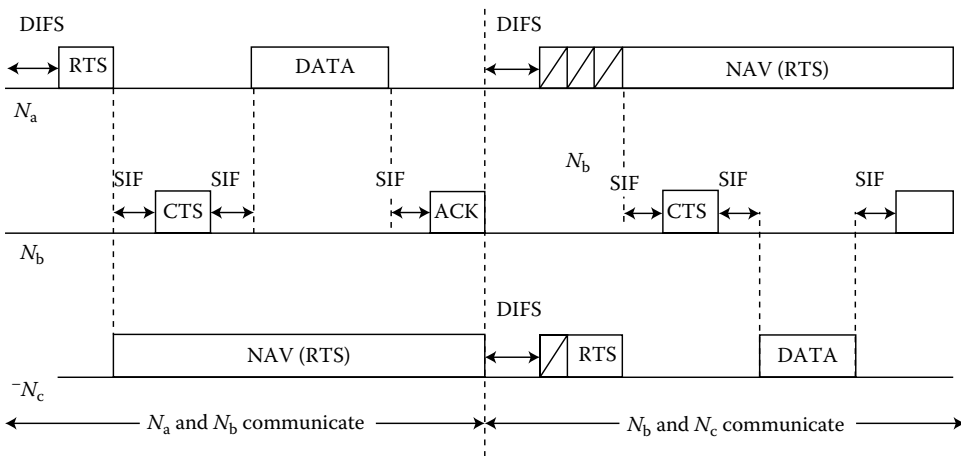 DIFS
DIFS
RTS
DATA
NAV (RTS)
Na
Nb
SIF
SIF
SIF
SIF
SIF
SIF
CTS
ACK
CTS
Nb
DIFS
NAV (RTS)
RTS
DATA
‾Nc
Na and Nb communicate
Nb and Nc communicate